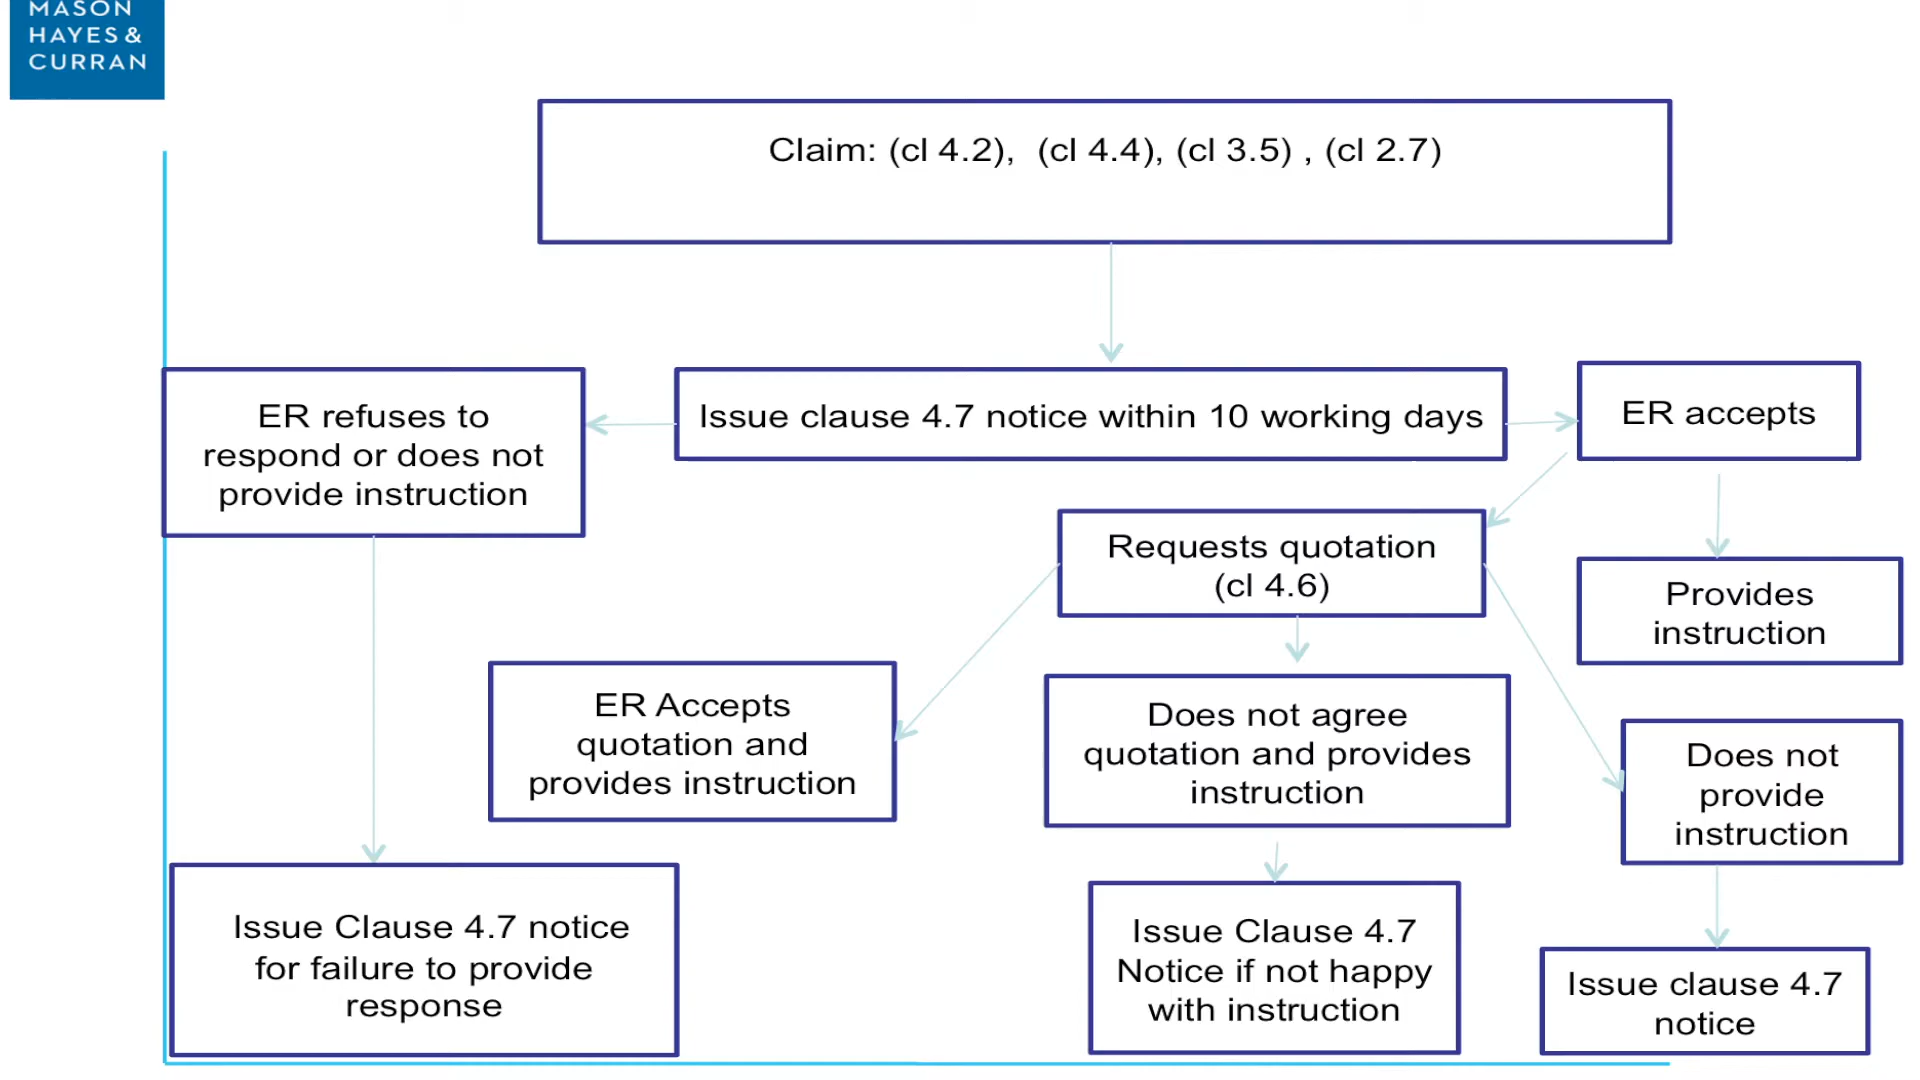 MASON
HAYES &
CURRAN
Claim: (cl 4.2),  (cl 4.4), (cl 3.5) , (cl 2.7)
ER refuses to
respond or does not
provide instruction
Issue clause 4.7 notice within 10 working days
ER accepts
Requests quotation
(cl 4.6)
Provides
instruction
ER Accepts
quotation and
provides instruction
Does not agree
quotation and provides
instruction
Does not
provide
instruction
Issue Clause 4.7 notice
for failure to provide
response
Issue Clause 4.7
Notice if not happy
with instruction
Issue clause 4.7
notice